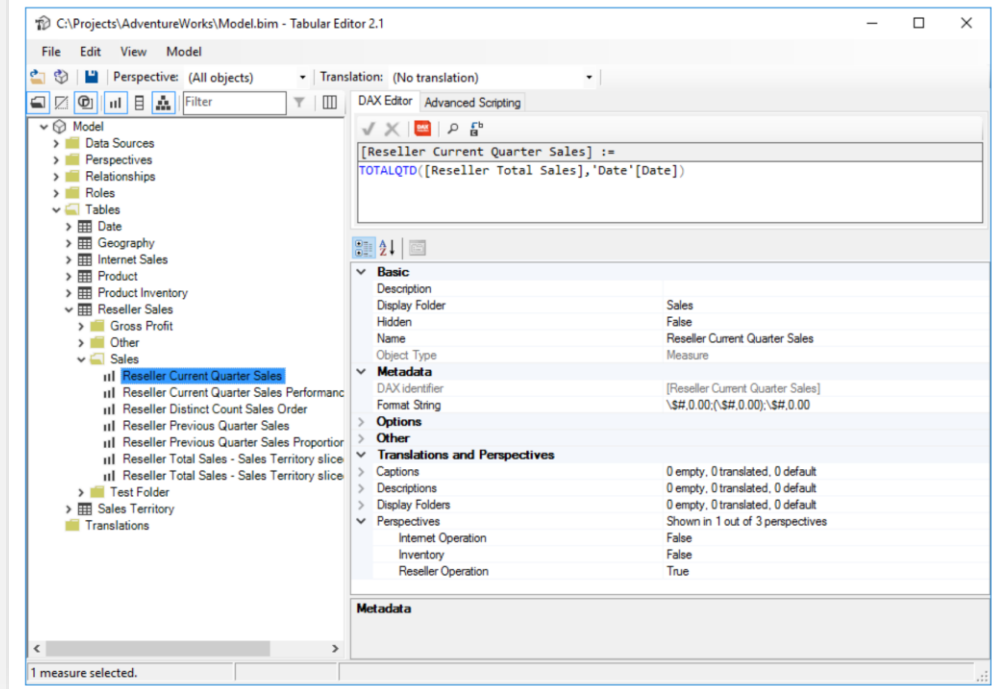 C:\Projects\AdventureWorks\Model.bim - Tabular Editor 2.1
File Edit View Model
Perspective: (All objects) Translation: (No translation)
Filter
DAX Editor Advanced Scripting
[Reseller Current Quarter Sales] :=
TOTALQTD([Reseller Total Sales],'Date'[Date])
Model
Data Sources
Perspectives
Relationships
Roles
Tables
Date
Geography
Internet Sales
Product
Product Inventory
Reseller Sales
Gross Profit
Other
Sales
Reseller Current Quarter Sales
Reseller Current Quarter Sales Performanc
Reseller Distinct Count Sales Order
Reseller Previous Quarter Sales
Reseller Previous Quarter Sales Proportior
Reseller Total Sales - Sales Territory slice
Reseller Total Sales - Sales Territory slice
Test Folder
Sales Territory
Translations
Basic
Description
Display Folder Sales
Hidden False
Name Reseller Current Quarter Sales
Object Type Measure
Metadata
DAX identifier [Reseller Current Quarter Sales]
Format String \$#,0.00;(\$#,0.00);\$#,0.00
Options
Other
Translations and Perspectives
Captions 0 empty, 0 translated, 0 default
Descriptions 0 empty, 0 translated, 0 default
Display Folders 0 empty, 0 translated, 0 default
Perspectives Shown in 1 out of 3 perspectives
Internet Operation False
Inventory False
Reseller Operation True
Metadata
1 measure selected.